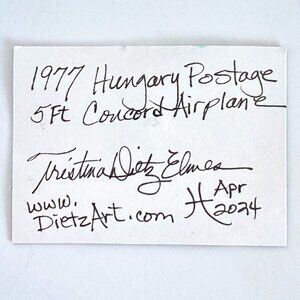 1977 Hungary Postage
5Ft Concord Airplane
Tristina Dietz Elmes
www.
DietzArt.com
Apr
2024